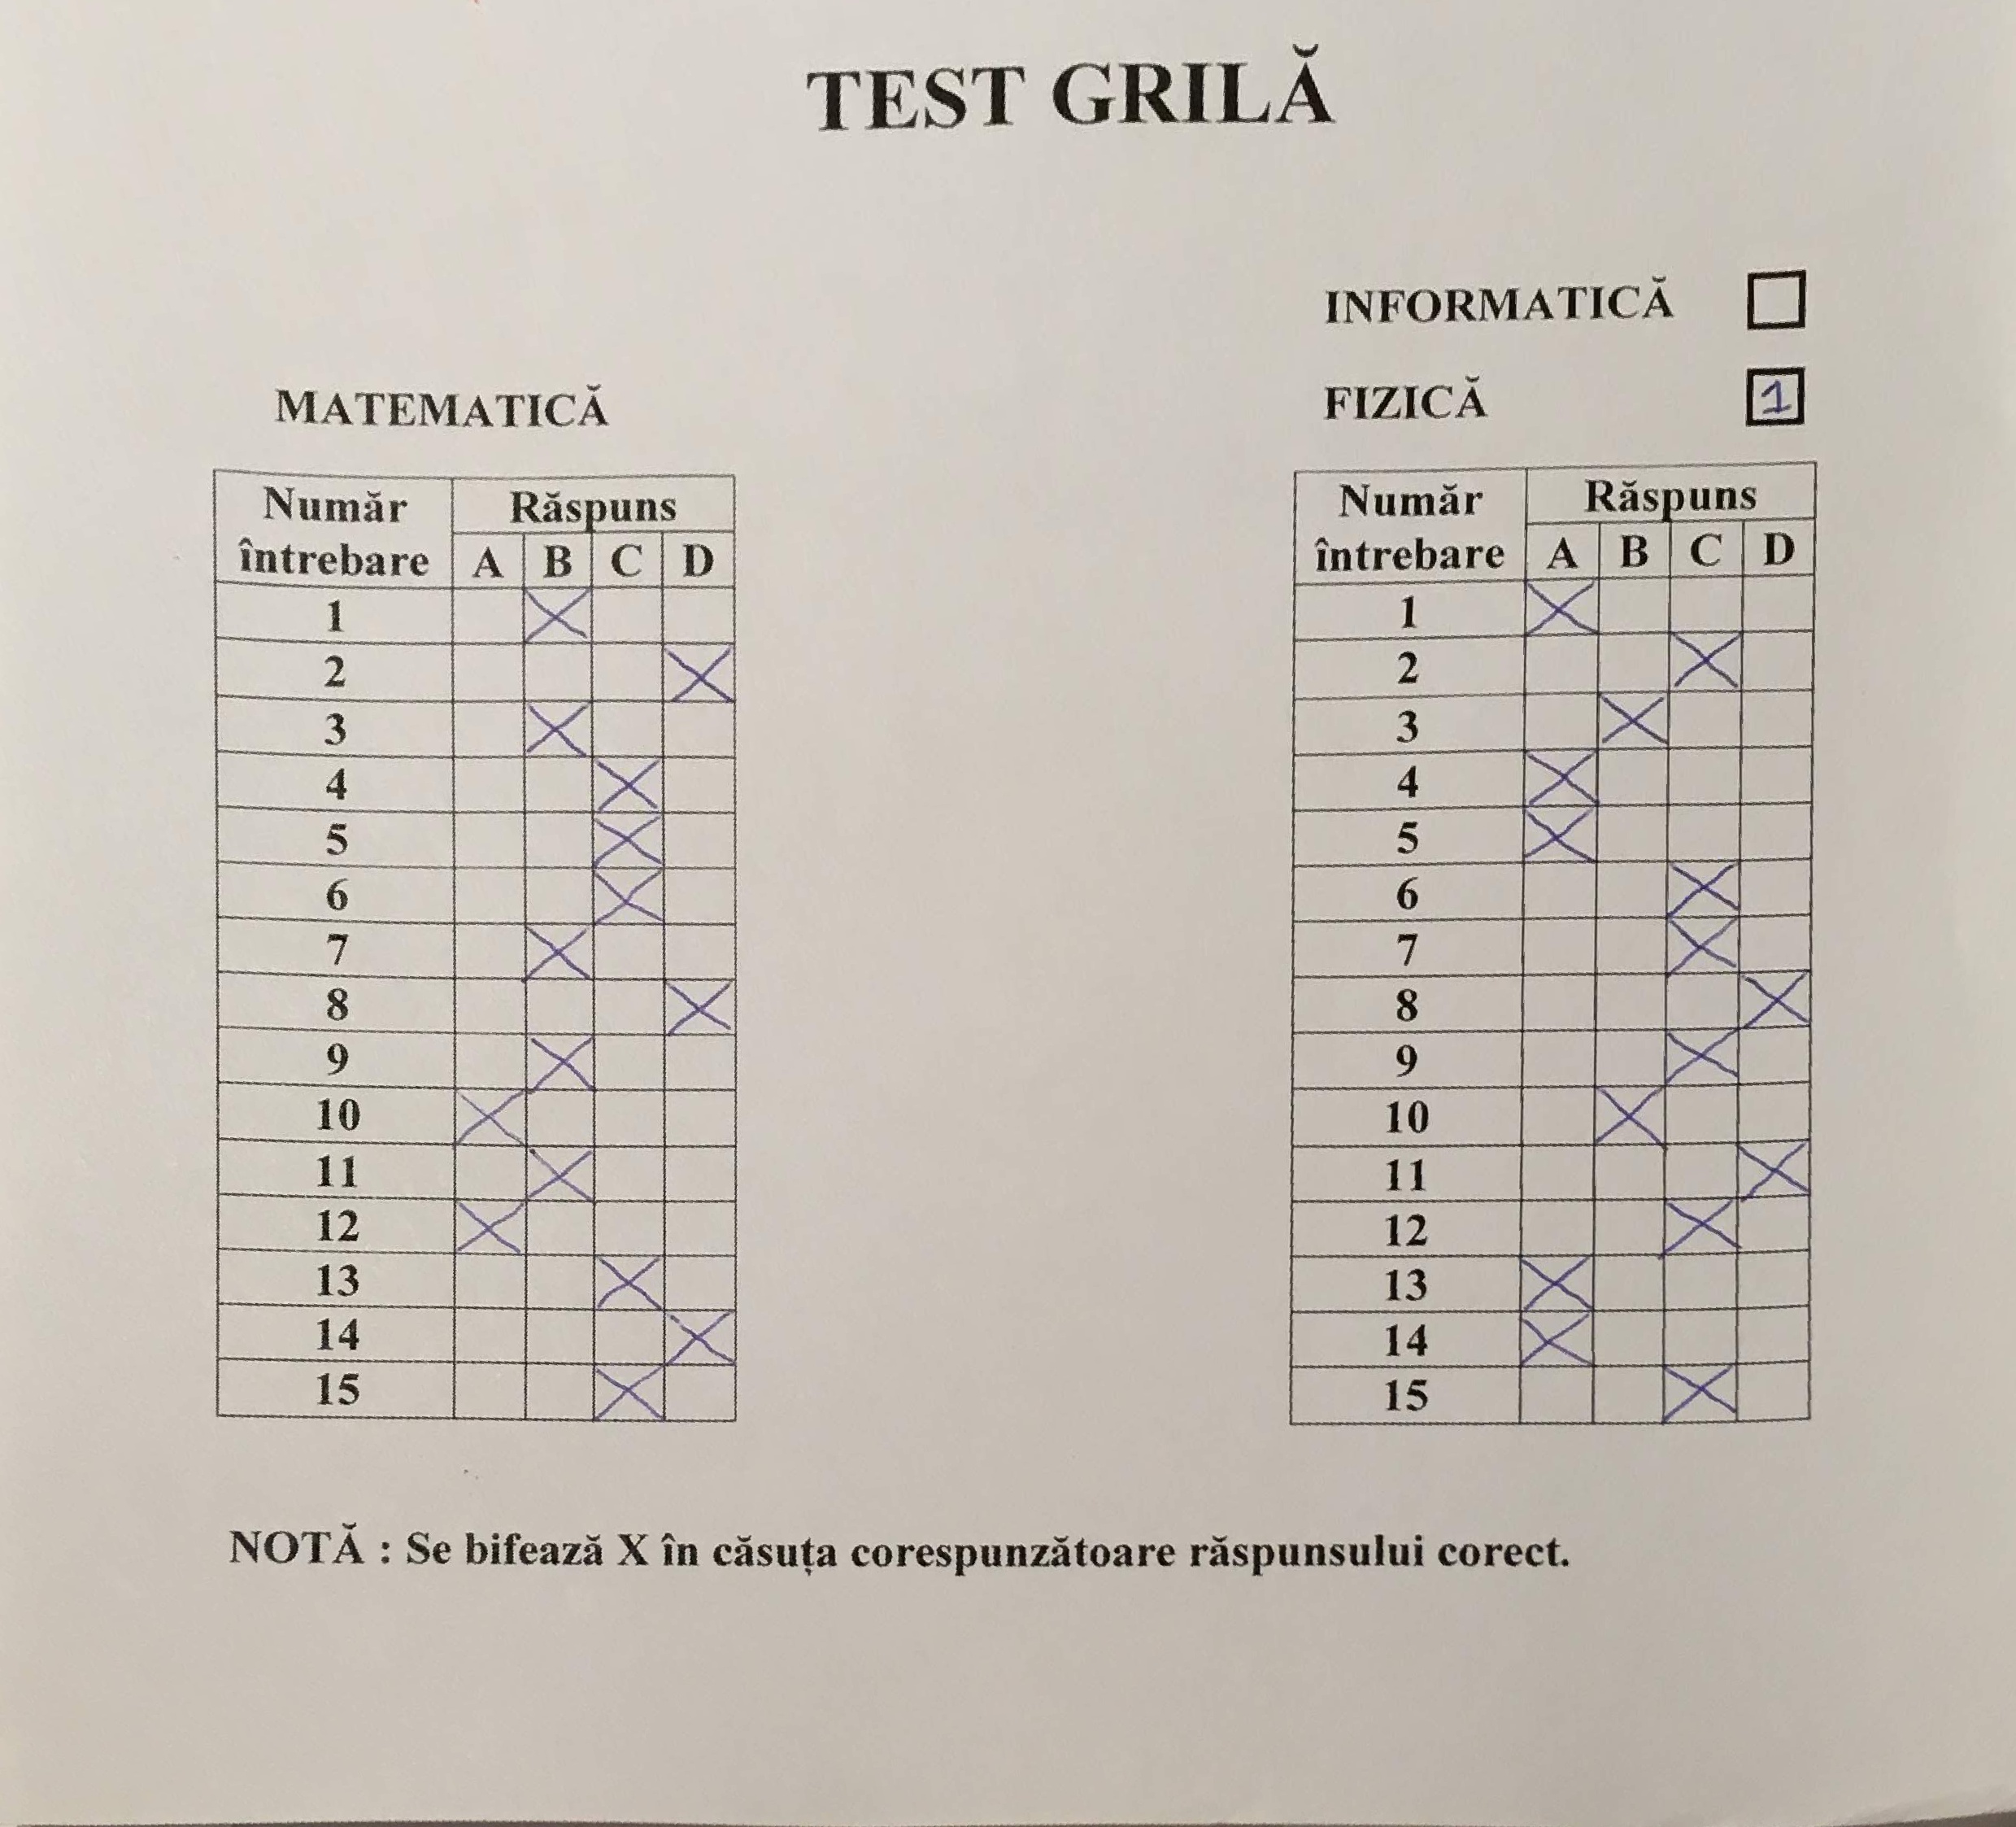 TEST GRILĂ
INFORMATICĂ
FIZICĂ 1
MATEMATICĂ
Număr întrebare Răspuns
A B C D
1 X
2 X
3 X
4 X
5 X
6 X
7 X
8 X
9 X
10 X
11 X
12 X
13 X
14 X
15 X
Număr întrebare Răspuns
A B C D
1 X
2 X
3 X
4 X
5 X
6 X
7 X
8 X
9 X
10 X
11 X
12 X
13 X
14 X
15 X
NOTĂ : Se bifează X în căsuța corespunzătoare răspunsului corect.